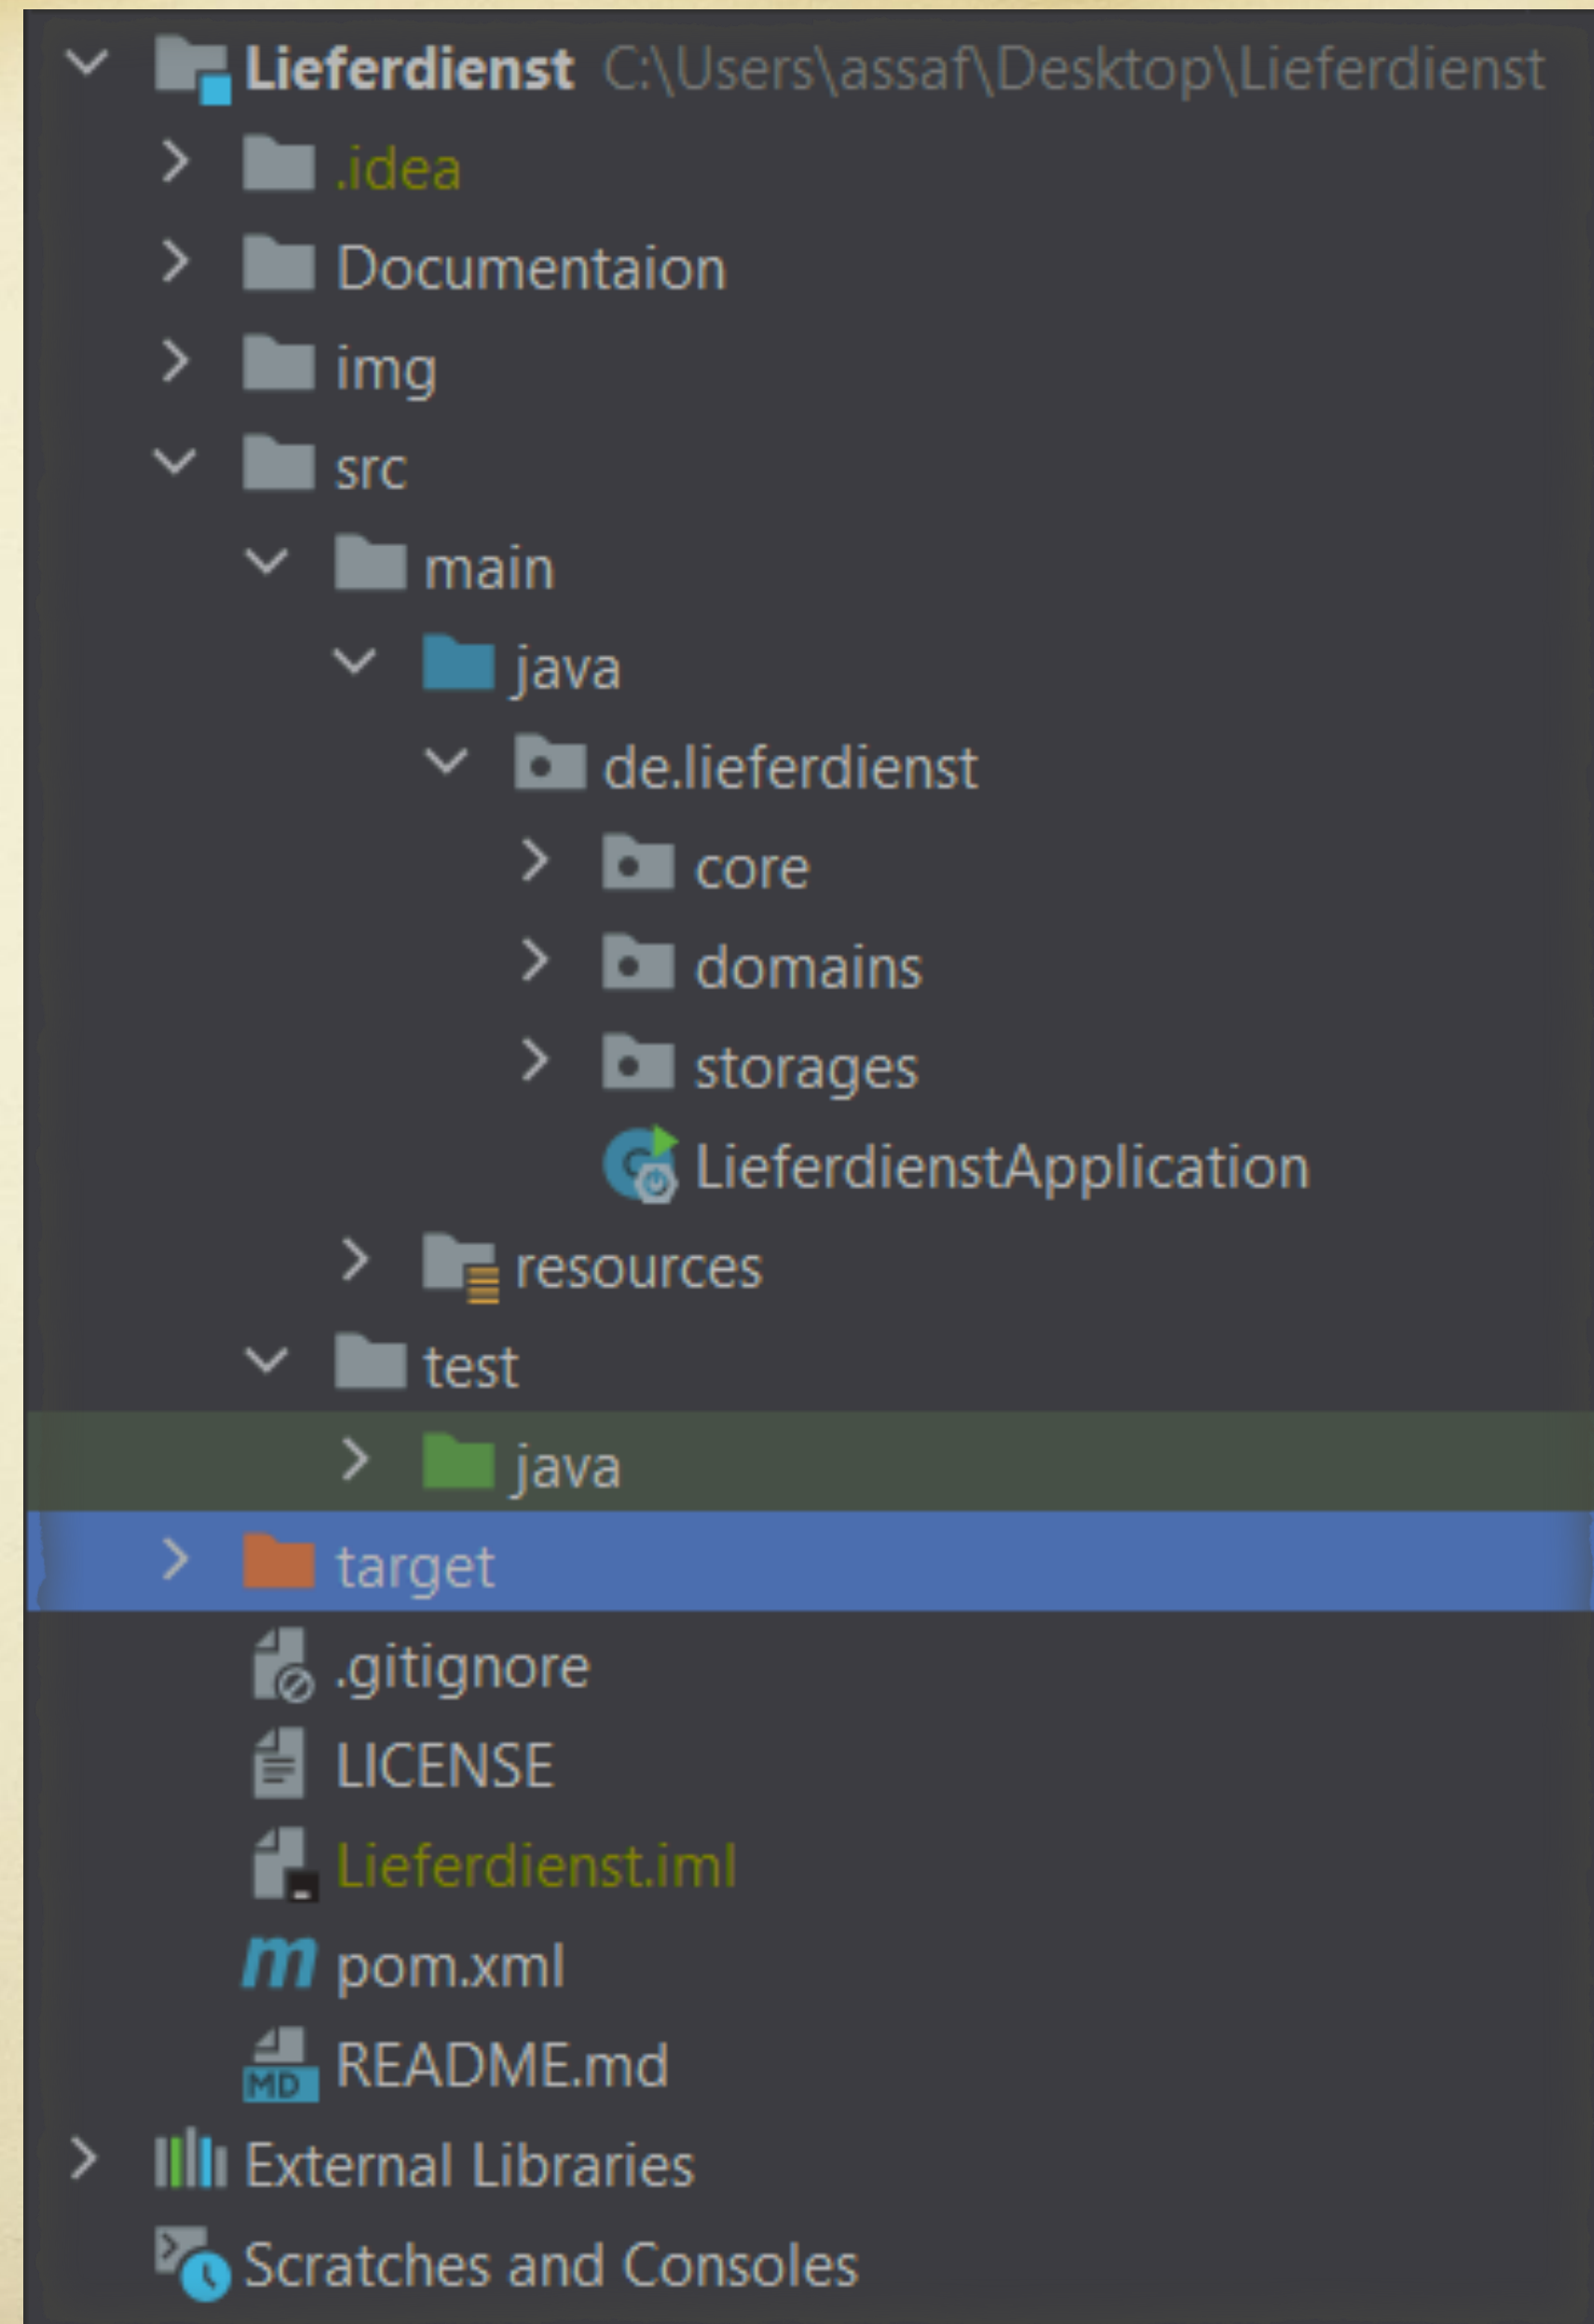 Lieferdienst C:\Users\assaf\Desktop\Lieferdienst
.idea
Documentaion
img
src
main
java
de.lieferdienst
core
domains
storages
LieferdienstApplication
resources
test
java
target
.gitignore
LICENSE
Lieferdienst.iml
pom.xml
MD README.md
External Libraries
Scratches and Consoles